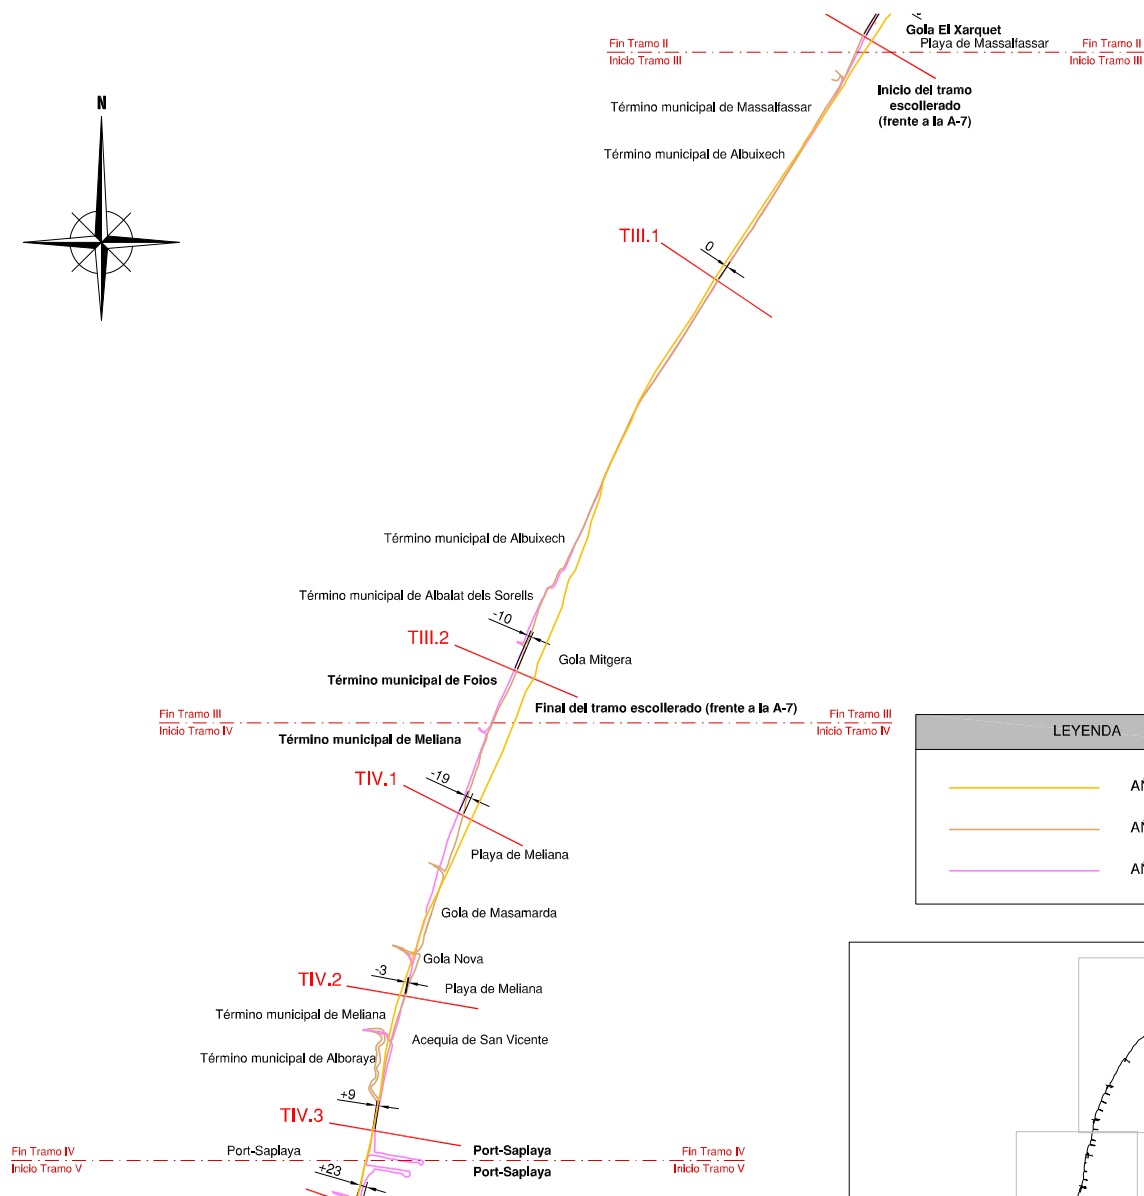 Gola El Xarquet
Fin Tramo II
Playa de Massalfassar
Fin Tramo II
Inicio Tramo III
Inicio Tramo III
Inicio del tramo
escollerado
(frente a la A-7)
N
Término municipal de Massalfassar
Término municipal de Albuixech
TIII.1
0
Término municipal de Albuixech
Término municipal de Albalat dels Sorells
-10
TIII.2
Gola Mitgera
Término municipal de Foios
Final del tramo escollerado (frente a la A-7)
Fin Tramo III
Fin Tramo III
Inicio Tramo IV
Inicio Tramo IV
Término municipal de Meliana
LEYENDA
TIV.1
-19
AÑ
AÑ
AÑ
Playa de Meliana
Gola de Masamarda
Gola Nova
-3
TIV.2
Playa de Meliana
Término municipal de Meliana
Acequia de San Vicente
Término municipal de Alboraya
+9
TIV.3
Fin Tramo IV
Port-Saplaya
Port-Saplaya
Fin Tramo IV
Inicio Tramo V
Port-Saplaya
Inicio Tramo V
+23